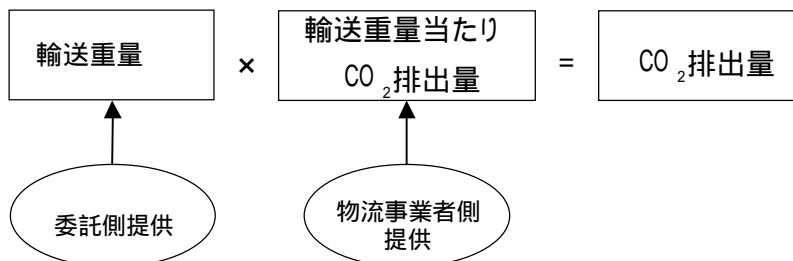 輸送重量
×
輸送重量当たり
CO₂排出量
=
CO₂排出量
委託側提供
物流事業者側
提供